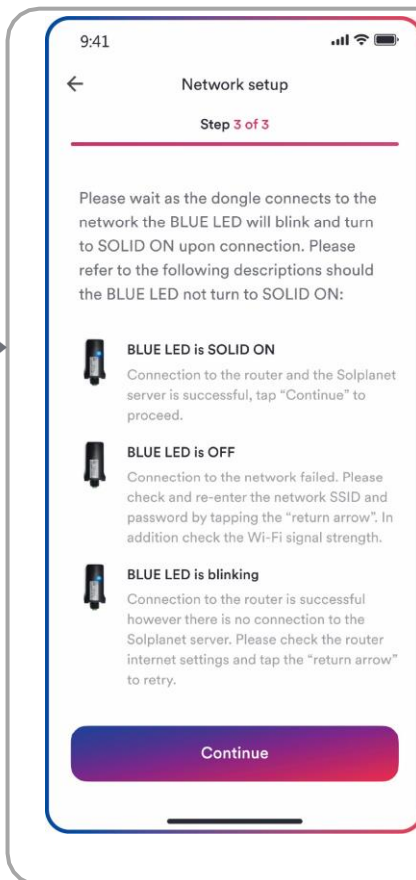 9:41
Network setup
Step 3 of 3
Please wait as the dongle connects to the
network the BLUE LED will blink and turn
to SOLID ON upon connection. Please
refer to the following descriptions should
the BLUE LED not turn to SOLID ON:
BLUE LED is SOLID ON
Connection to the router and the Solplanet
server is successful, tap “Continue” to
proceed.
BLUE LED is OFF
Connection to the network failed. Please
check and re-enter the network SSID and
password by tapping the “return arrow”. In
addition check the Wi-Fi signal strength.
BLUE LED is blinking
Connection to the router is successful
however there is no connection to the
Solplanet server. Please check the router
internet settings and tap the “return arrow”
to retry.
Continue